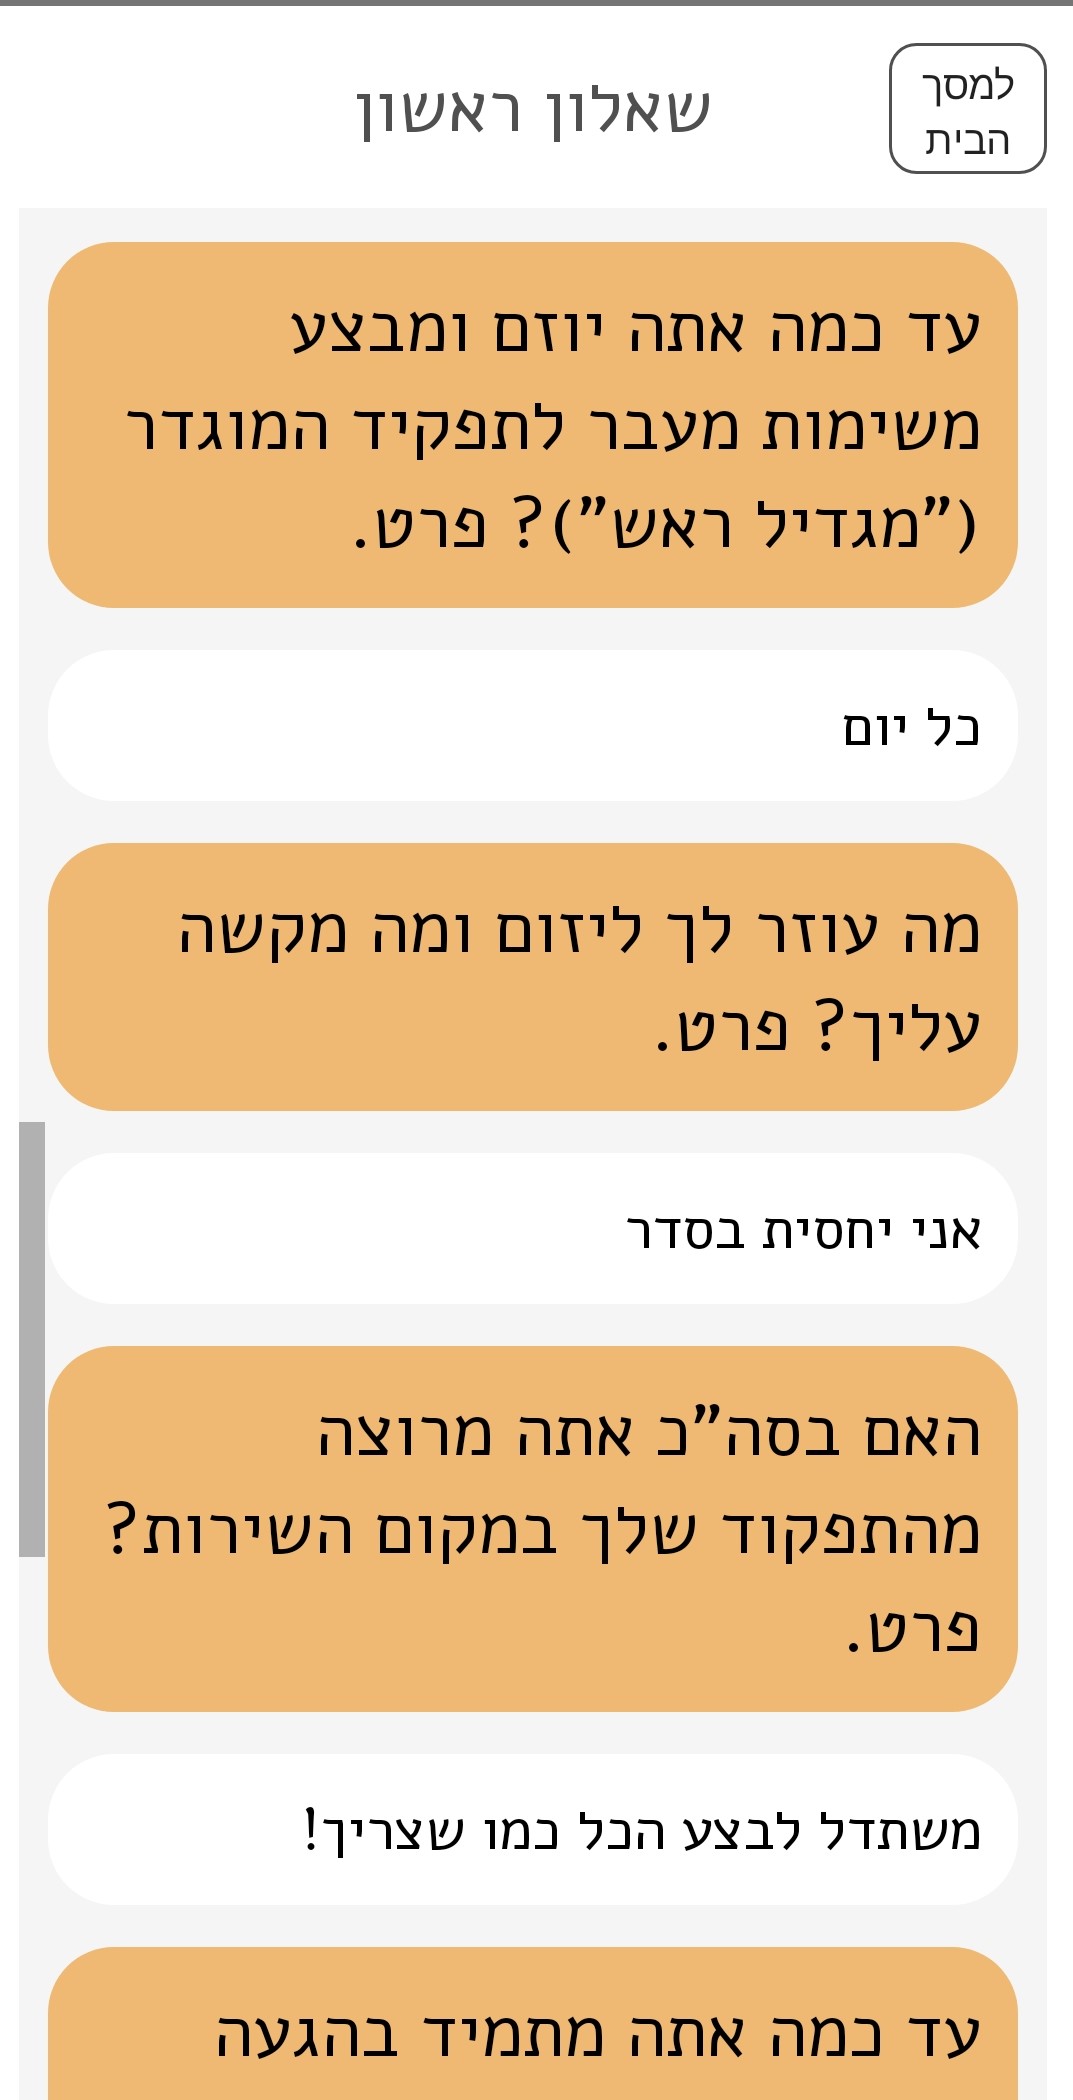 למסך
הבית
שאלון ראשון
עד כמה אתה יוזם ומבצע
משימות מעבר לתפקיד המוגדר
(”מגדיל ראש”)? פרט.
כל יום
מה עוזר לך ליזום ומה מקשה
עליך? פרט.
אני יחסית בסדר
האם בסה”כ אתה מרוצה
מהתפקוד שלך במקום השירות?
פרט.
משתדל לבצע הכל כמו שצריך!
עד כמה אתה מתמיד בהגעה